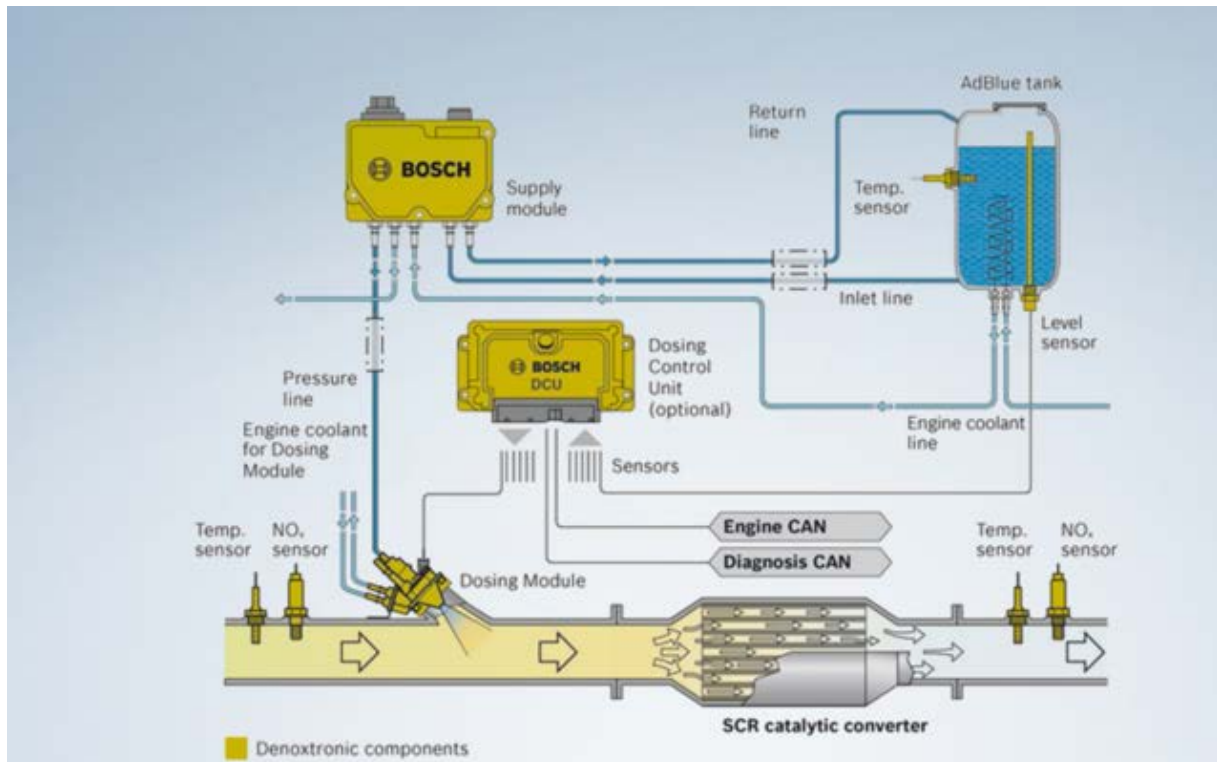 AdBlue tank
Return
line
BOSCH
Supply
module
Temp.
sensor
Inlet line
Level
sensor
BOSCH
DCU
Dosing
Control
Unit
(optional)
Pressure
line
Engine coolant
for Dosing
Module
Engine coolant
line
Sensors
Engine CAN
Diagnosis CAN
Temp.
sensor
NOₓ
sensor
Dosing Module
Temp.
sensor
NOₓ
sensor
SCR catalytic converter
Denoxtronic components